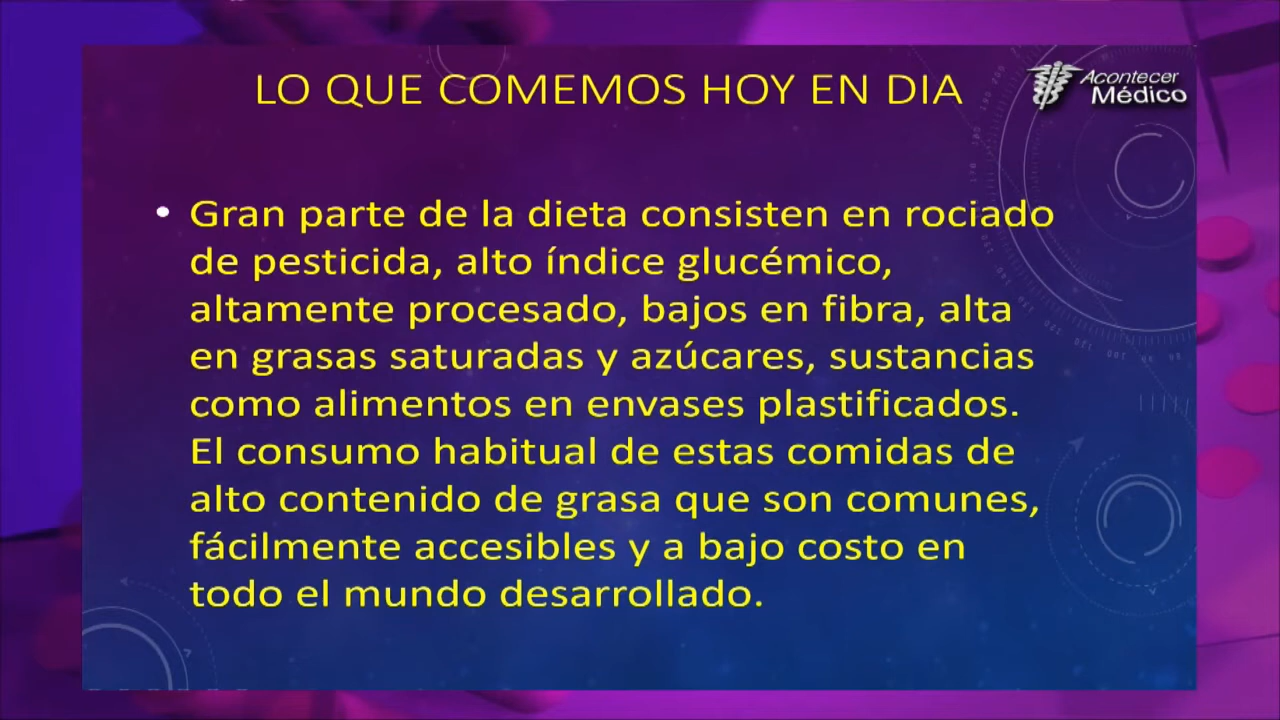 LO QUE COMEMOS HOY EN DIA
Acontecer
Médico
• Gran parte de la dieta consisten en rociado
de pesticida, alto índice glucémico,
altamente procesado, bajos en fibra, alta
en grasas saturadas y azúcares, sustancias
como alimentos en envases plastificados.
El consumo habitual de estas comidas de
alto contenido de grasa que son comunes,
fácilmente accesibles y a bajo costo en
todo el mundo desarrollado.